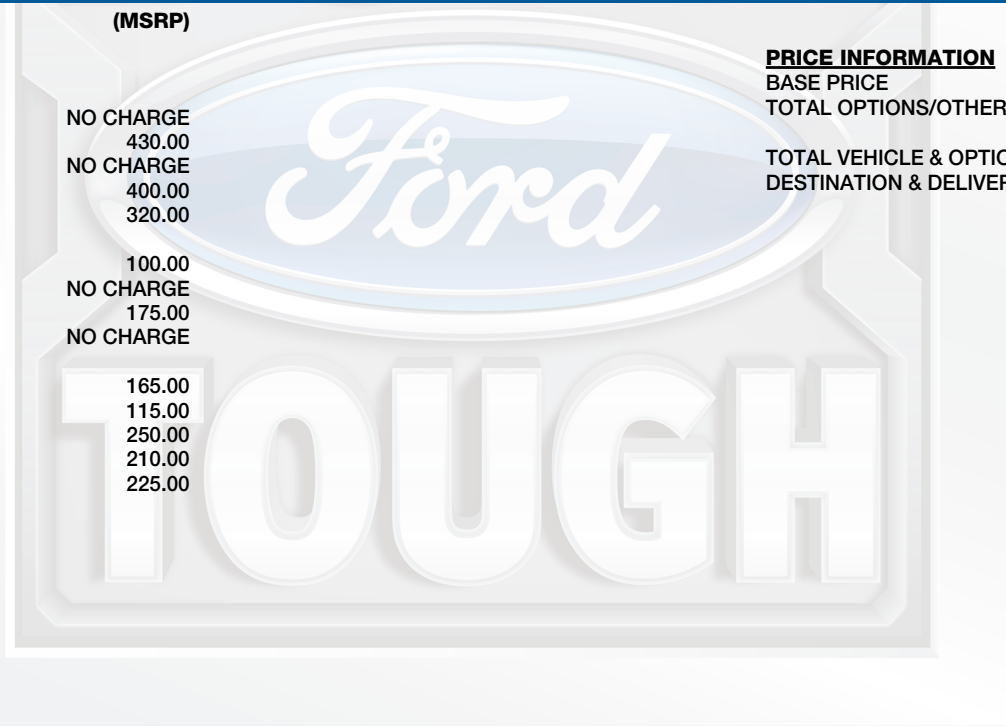 (MSRP)
NO CHARGE
430.00
NO CHARGE
400.00
320.00
100.00
NO CHARGE
175.00
NO CHARGE
165.00
115.00
250.00
210.00
225.00
PRICE INFORMATION
BASE PRICE
TOTAL OPTIONS/OTHER
TOTAL VEHICLE & OPTIO
DESTINATION & DELIVER
Ford
TOUGH